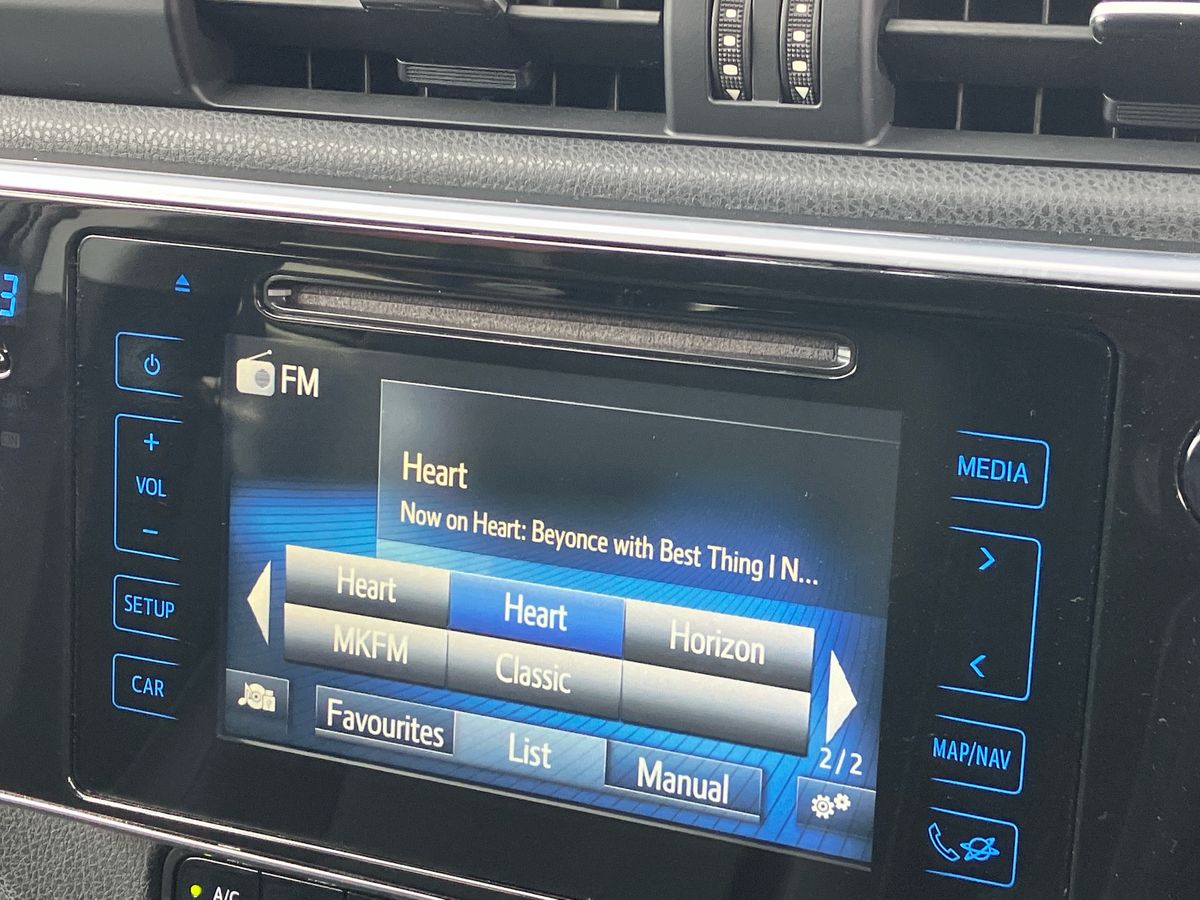 3
FM
Heart
Now on Heart: Beyonce with Best Thing I N...
Heart
Heart
Horizon
MKFM
Classic
Favourites
List
Manual
2/2
+
VOL
-
SETUP
CAR
MEDIA
>
<
MAP/NAV
A/C